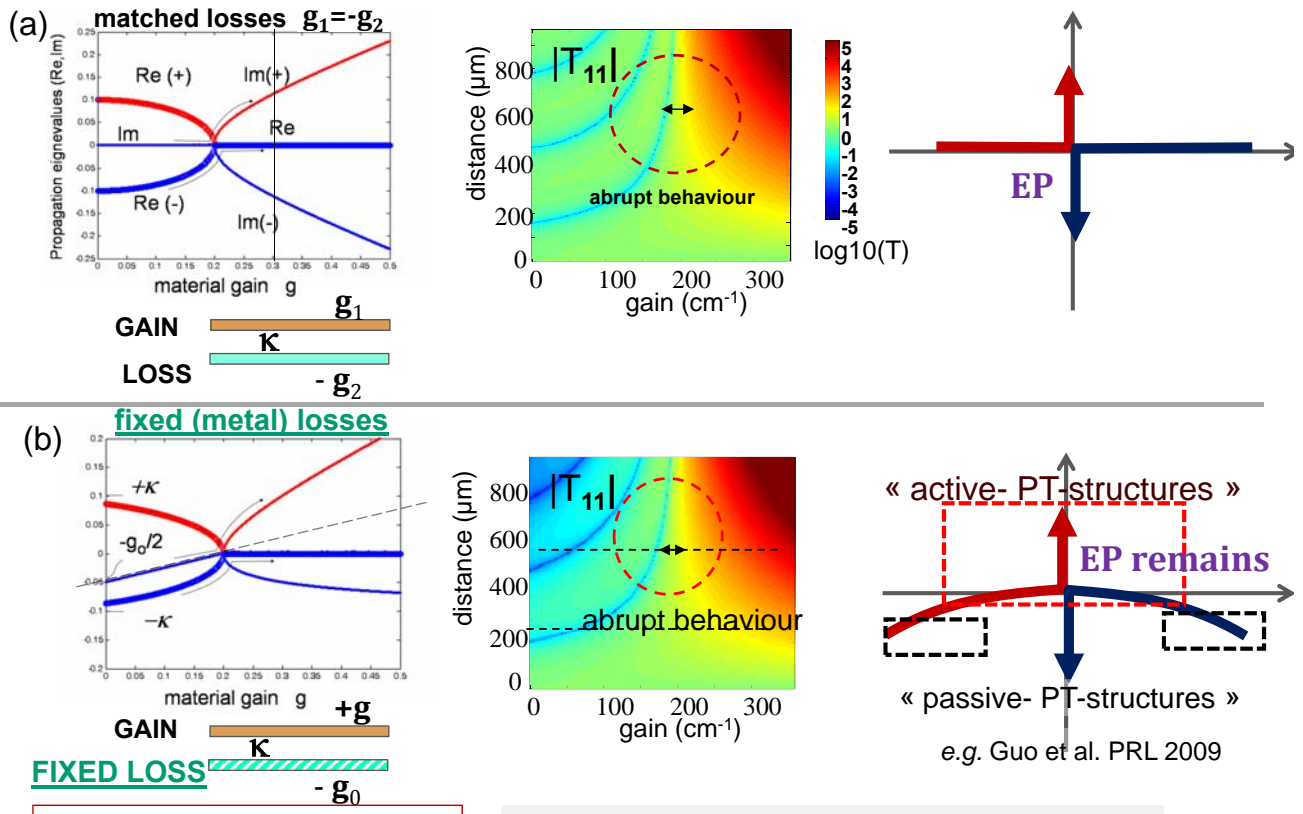 (a)
matched losses g₁=-g₂
Propagation eignevalues (Re,Im)
0.25
0.2
0.15
0.1
0.05
0
-0.05
-0.1
-0.15
-0.2
-0.25
Re (+)
Im(+)
Im
Re
Re (-)
Im(-)
0 0.05 0.1 0.15 0.2 0.25 0.3 0.35 0.4 0.45 0.5
material gain g
GAIN
g₁
κ
LOSS
- g₂
distance (µm)
800
600
400
200
0
|T₁₁|
abrupt behaviour
0 100 200 300
gain (cm⁻¹)
5
4
3
2
1
0
-1
-2
-3
-4
-5
log10(T)
EP
(b)
fixed (metal) losses
0.2
0.15
0.1
0.05
0
-0.05
-0.1
-0.15
-0.2
+κ
-g₀/2
−κ
0 0.05 0.1 0.15 0.2 0.25 0.3 0.35 0.4 0.45 0.5
material gain g
GAIN
+g
κ
FIXED LOSS
- g₀
distance (µm)
800
600
400
200
0
|T₁₁|
abrupt behaviour
0 100 200 300
gain (cm⁻¹)
« active- PT-structures »
EP remains
« passive- PT-structures »
e.g. Guo et al. PRL 2009